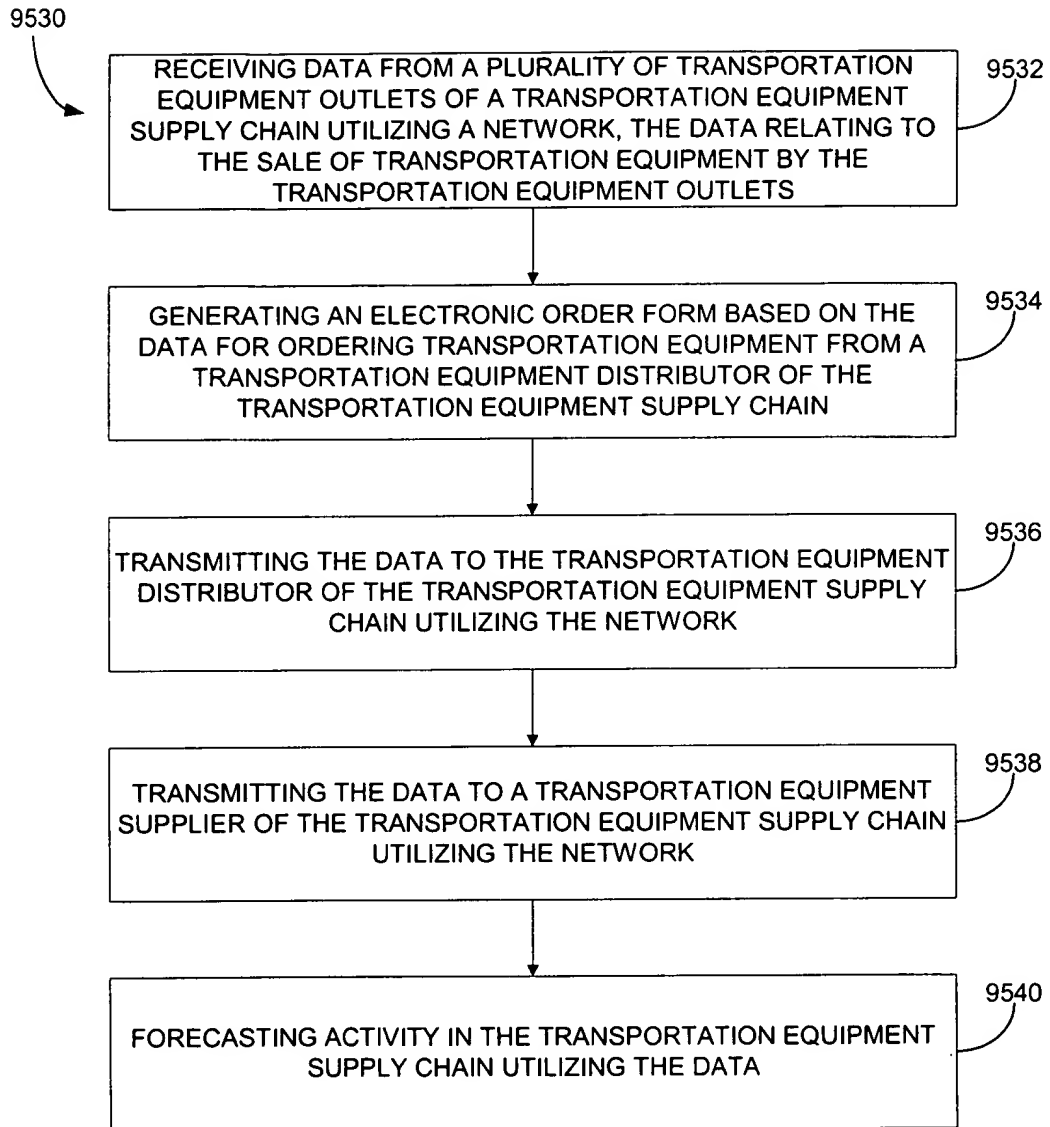 9530
RECEIVING DATA FROM A PLURALITY OF TRANSPORTATION
EQUIPMENT OUTLETS OF A TRANSPORTATION EQUIPMENT
SUPPLY CHAIN UTILIZING A NETWORK, THE DATA RELATING TO
THE SALE OF TRANSPORTATION EQUIPMENT BY THE
TRANSPORTATION EQUIPMENT OUTLETS
9532
GENERATING AN ELECTRONIC ORDER FORM BASED ON THE
DATA FOR ORDERING TRANSPORTATION EQUIPMENT FROM A
TRANSPORTATION EQUIPMENT DISTRIBUTOR OF THE
TRANSPORTATION EQUIPMENT SUPPLY CHAIN
9534
TRANSMITTING THE DATA TO THE TRANSPORTATION EQUIPMENT
DISTRIBUTOR OF THE TRANSPORTATION EQUIPMENT SUPPLY
CHAIN UTILIZING THE NETWORK
9536
TRANSMITTING THE DATA TO A TRANSPORTATION EQUIPMENT
SUPPLIER OF THE TRANSPORTATION EQUIPMENT SUPPLY CHAIN
UTILIZING THE NETWORK
9538
FORECASTING ACTIVITY IN THE TRANSPORTATION EQUIPMENT
SUPPLY CHAIN UTILIZING THE DATA
9540